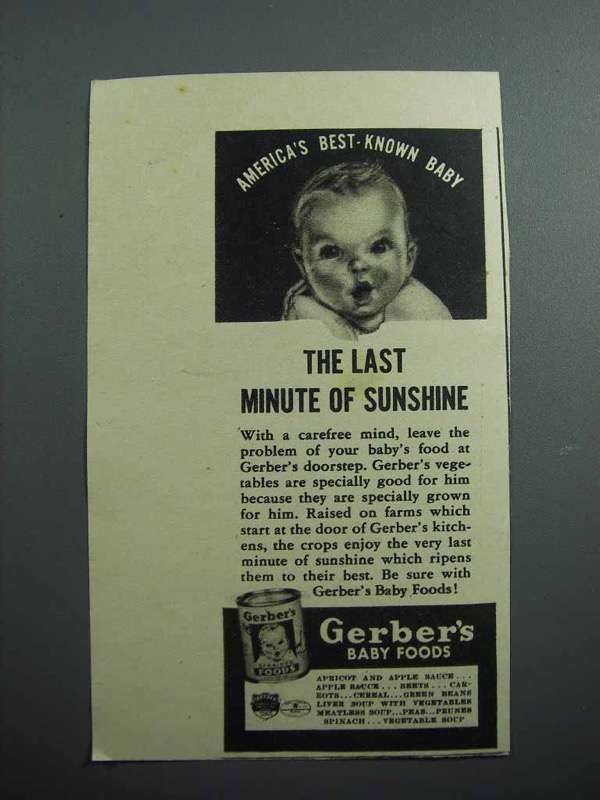 AMERICA'S BEST-KNOWN BABY
THE LAST
MINUTE OF SUNSHINE
With a carefree mind, leave the
problem of your baby's food at
Gerber's doorstep. Gerber's vege-
tables are specially good for him
because they are specially grown
for him. Raised on farms which
start at the door of Gerber's kitch-
ens, the crops enjoy the very last
minute of sunshine which ripens
them to their best. Be sure with
Gerber's Baby Foods!
Gerber's
FOODS
Gerber's
BABY FOODS
APRICOT AND APPLE SAUCE...
APPLE SAUCE...BEETS...CAR-
ROTS...CEREAL...GREEN BEANS
LIVER SOUP WITH VEGETABLES
MEATLESS SOUP...PEAS...PRUNES
SPINACH...VEGETABLE SOUP